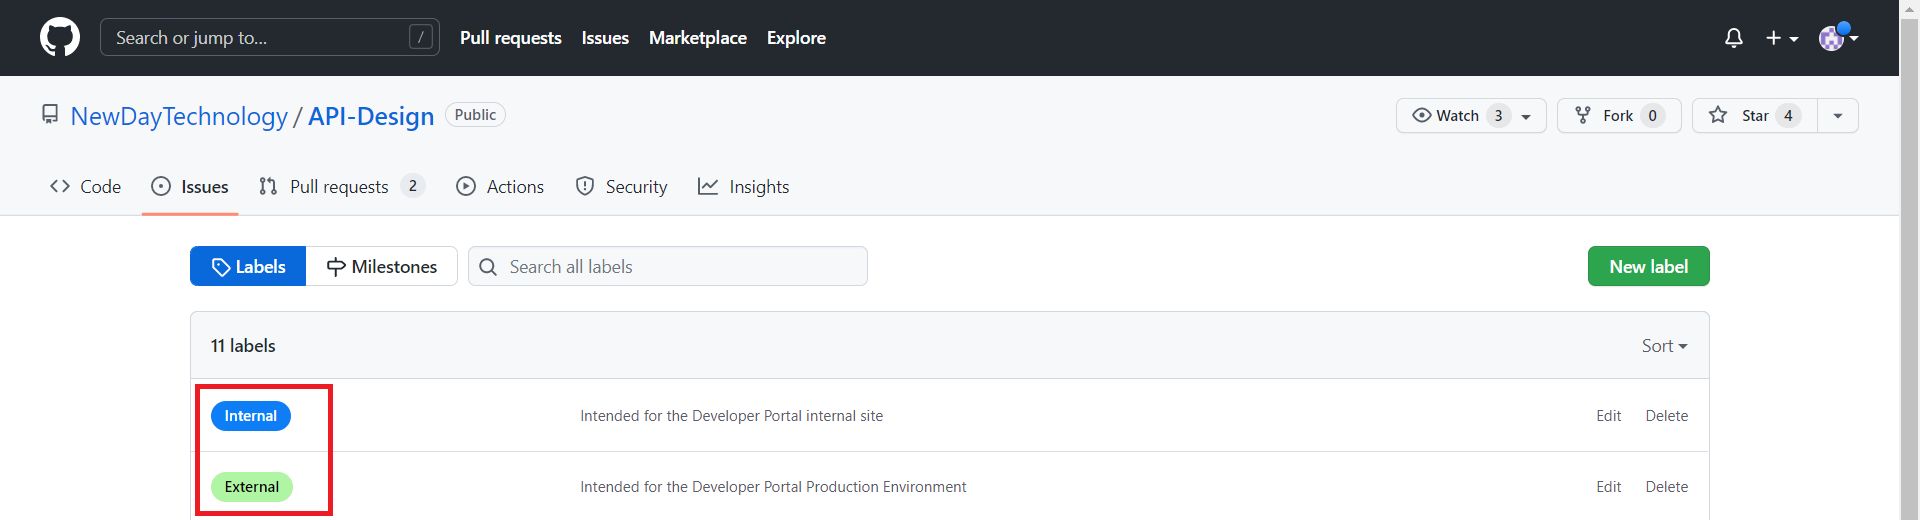 Search or jump to... / Pull requests Issues Marketplace Explore
NewDayTechnology / API-Design Public Watch 3 Fork 0 Star 4
Code Issues Pull requests 2 Actions Security Insights
Labels Milestones Search all labels New label
11 labels Sort
Internal Intended for the Developer Portal internal site Edit Delete
External Intended for the Developer Portal Production Environment Edit Delete